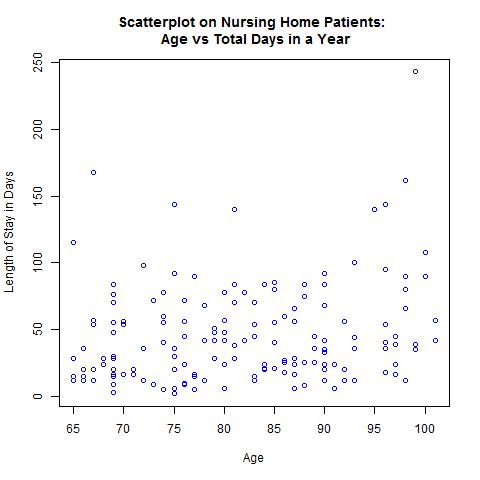 Scatterplot on Nursing Home Patients:
Age vs Total Days in a Year
Length of Stay in Days
250
200
150
100
50
0
65 70 75 80 85 90 95 100
Age